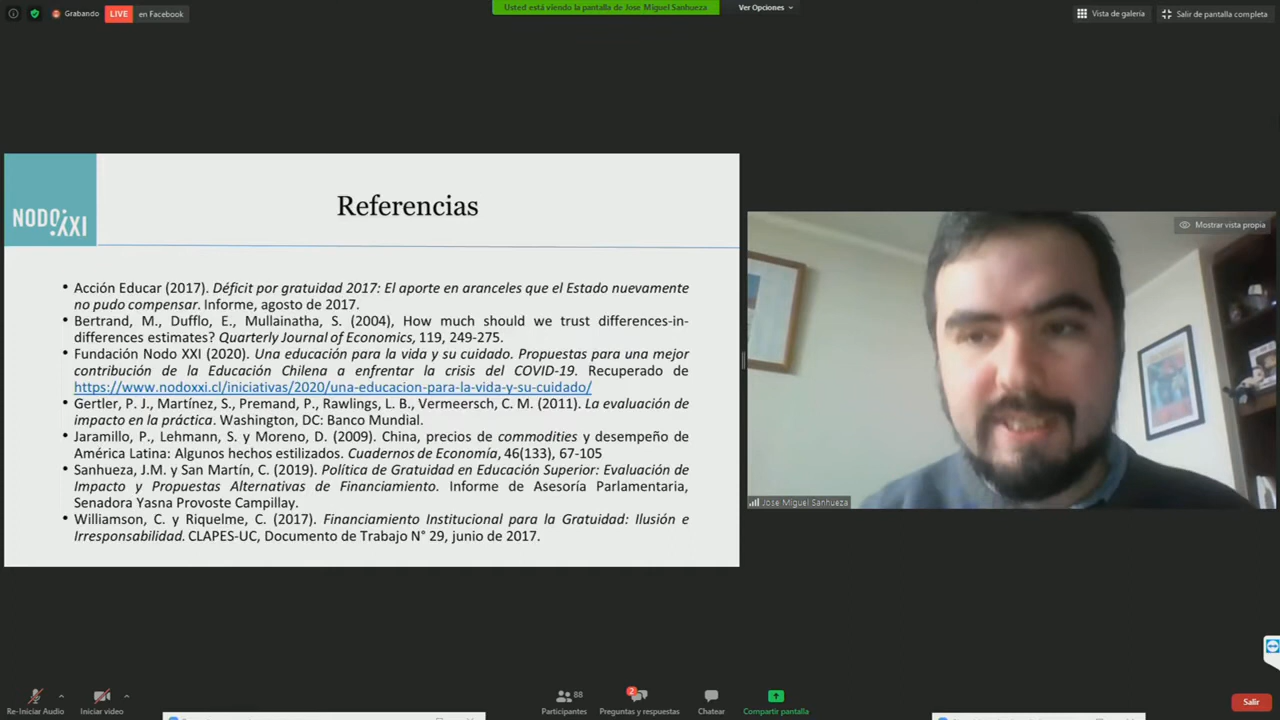 Grabando
LIVE
en Facebook
Usted está viendo la pantalla de Jose Miguel Sanhueza
Ver Opciones
Vista de galería
Salir de pantalla completa
NODO XXI
Referencias
• Acción Educar (2017). Déficit por gratuidad 2017: El aporte en aranceles que el Estado nuevamente
no pudo compensar. Informe, agosto de 2017.
• Bertrand, M., Dufflo, E., Mullainatha, S. (2004), How much should we trust differences-in-
differences estimates? Quarterly Journal of Economics, 119, 249-275.
• Fundación Nodo XXI (2020). Una educación para la vida y su cuidado. Propuestas para una mejor
contribución de la Educación Chilena a enfrentar la crisis del COVID-19. Recuperado de
https://www.nodoxxi.cl/iniciativas/2020/una-educacion-para-la-vida-y-su-cuidado/
• Gertler, P. J., Martínez, S., Premand, P., Rawlings, L. B., Vermeersch, C. M. (2011). La evaluación de
impacto en la práctica. Washington, DC: Banco Mundial.
• Jaramillo, P., Lehmann, S. y Moreno, D. (2009). China, precios de commodities y desempeño de
América Latina: Algunos hechos estilizados. Cuadernos de Economía, 46(133), 67-105
• Sanhueza, J.M. y San Martín, C. (2019). Política de Gratuidad en Educación Superior: Evaluación de
Impacto y Propuestas Alternativas de Financiamiento. Informe de Asesoría Parlamentaria,
Senadora Yasna Provoste Campillay.
• Williamson, C. y Riquelme, C. (2017). Financiamiento Institucional para la Gratuidad: Ilusión e
Irresponsabilidad. CLAPES-UC, Documento de Trabajo N° 29, junio de 2017.
Mostrar vista propia
Jose Miguel Sanhueza
Re-Iniciar Audio
Iniciar video
88
Participantes
2
Preguntas y respuestas
Chatear
Compartir pantalla
Salir